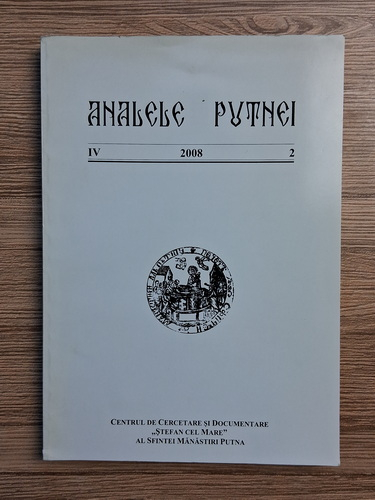 ANALELE PUTNEI
IV 2008 2
CENTRUL DE CERCETARE ȘI DOCUMENTARE
„ȘTEFAN CEL MARE”
AL SFINTEI MĂNĂSTIRI PUTNA